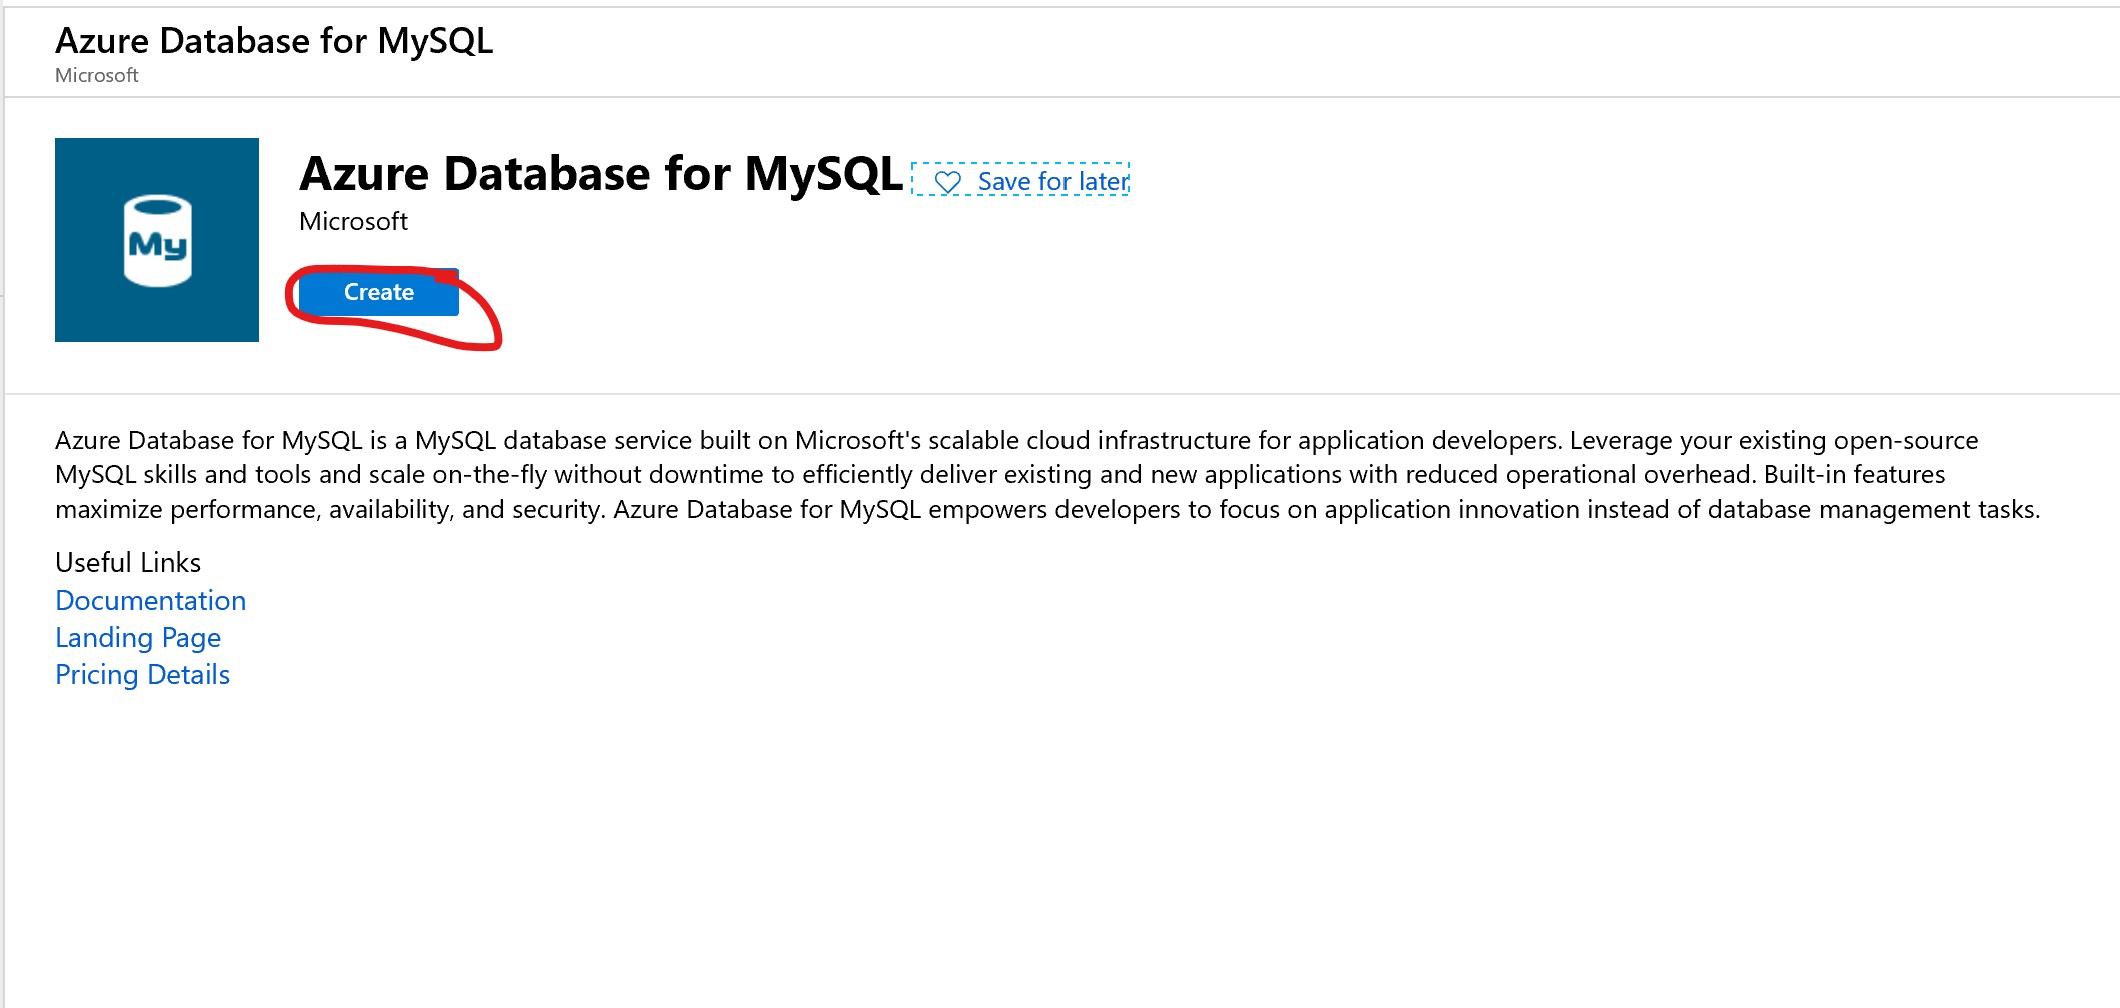 Azure Database for MySQL
Microsoft
My
Azure Database for MySQL
Save for later
Microsoft
Create
Azure Database for MySQL is a MySQL database service built on Microsoft's scalable cloud infrastructure for application developers. Leverage your existing open-source
MySQL skills and tools and scale on-the-fly without downtime to efficiently deliver existing and new applications with reduced operational overhead. Built-in features
maximize performance, availability, and security. Azure Database for MySQL empowers developers to focus on application innovation instead of database management tasks.
Useful Links
Documentation
Landing Page
Pricing Details